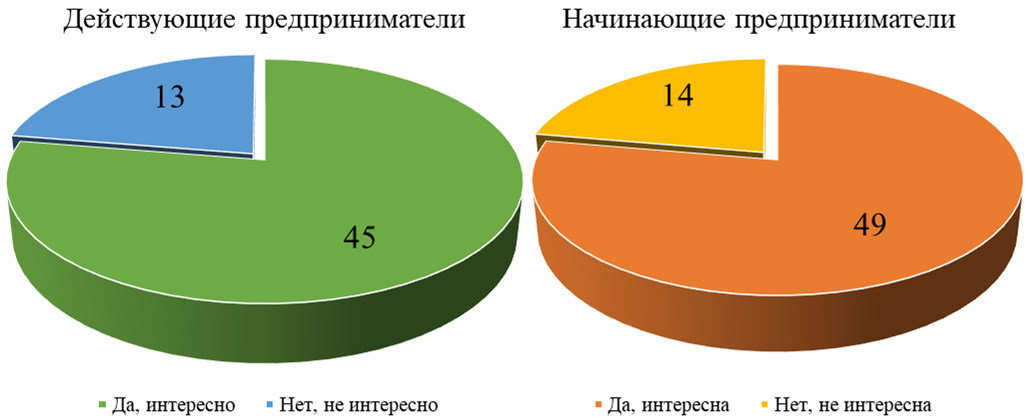 Действующие предприниматели
13
45
Да, интересно Нет, не интересно
Начинающие предприниматели
14
49
Да, интересна Нет, не интересна